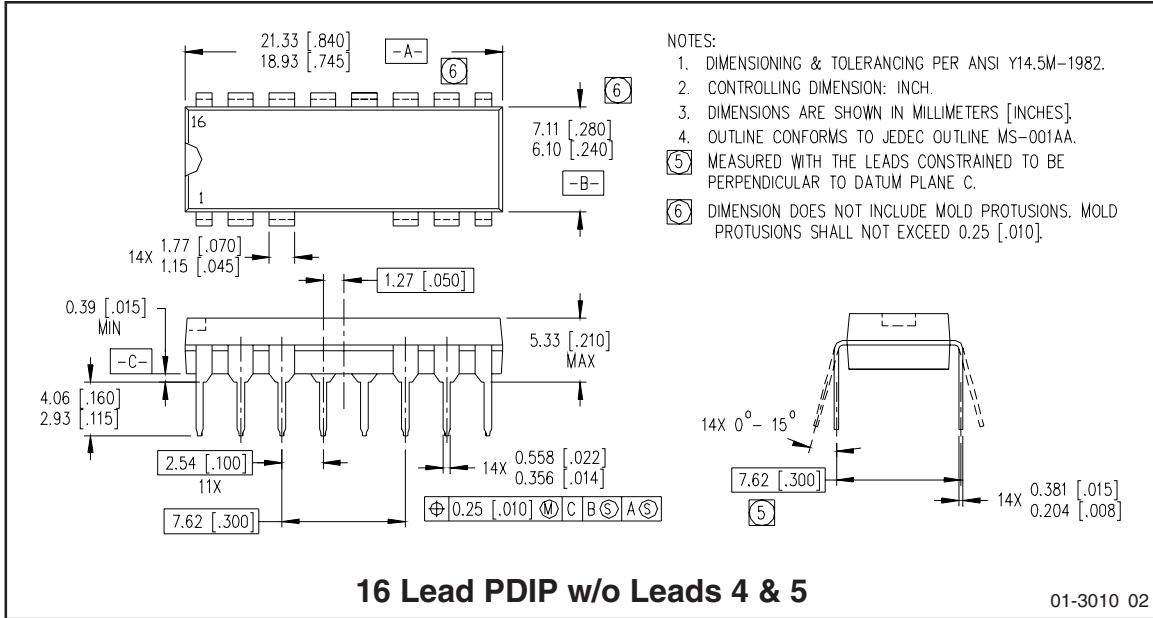 21.33 [.840]
18.93 [.745]
-A-
6
6
16
1
7.11 [.280]
6.10 [.240]
-B-
NOTES:
1. DIMENSIONING & TOLERANCING PER ANSI Y14.5M-1982.
2. CONTROLLING DIMENSION: INCH.
3. DIMENSIONS ARE SHOWN IN MILLIMETERS [INCHES].
4. OUTLINE CONFORMS TO JEDEC OUTLINE MS-001AA.
5 MEASURED WITH THE LEADS CONSTRAINED TO BE
PERPENDICULAR TO DATUM PLANE C.
6 DIMENSION DOES NOT INCLUDE MOLD PROTUSIONS. MOLD
PROTUSIONS SHALL NOT EXCEED 0.25 [.010].
14X 1.77 [.070]
1.15 [.045]
1.27 [.050]
0.39 [.015]
MIN
-C-
5.33 [.210]
MAX
4.06 [.160]
2.93 [.115]
2.54 [.100]
11X
14X 0.558 [.022]
0.356 [.014]
7.62 [.300]
⌖ 0.25 [.010] Ⓜ C B Ⓢ A Ⓢ
14X 0° - 15°
7.62 [.300]
5
14X 0.381 [.015]
0.204 [.008]
16 Lead PDIP w/o Leads 4 & 5
01-3010 02